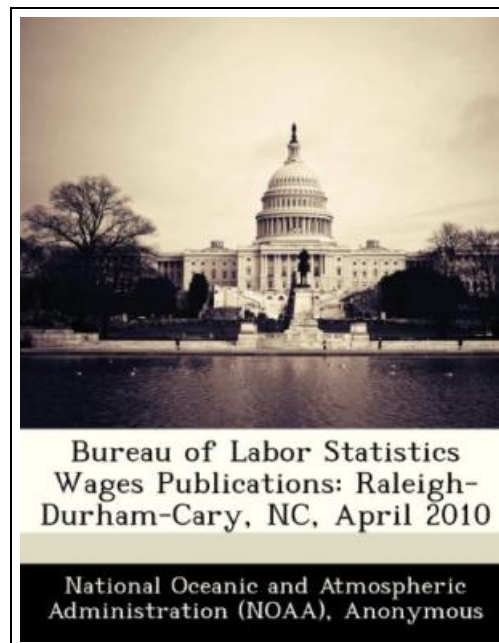 Bureau of Labor Statistics
Wages Publications: Raleigh-
Durham-Cary, NC, April 2010
National Oceanic and Atmospheric
Administration (NOAA), Anonymous